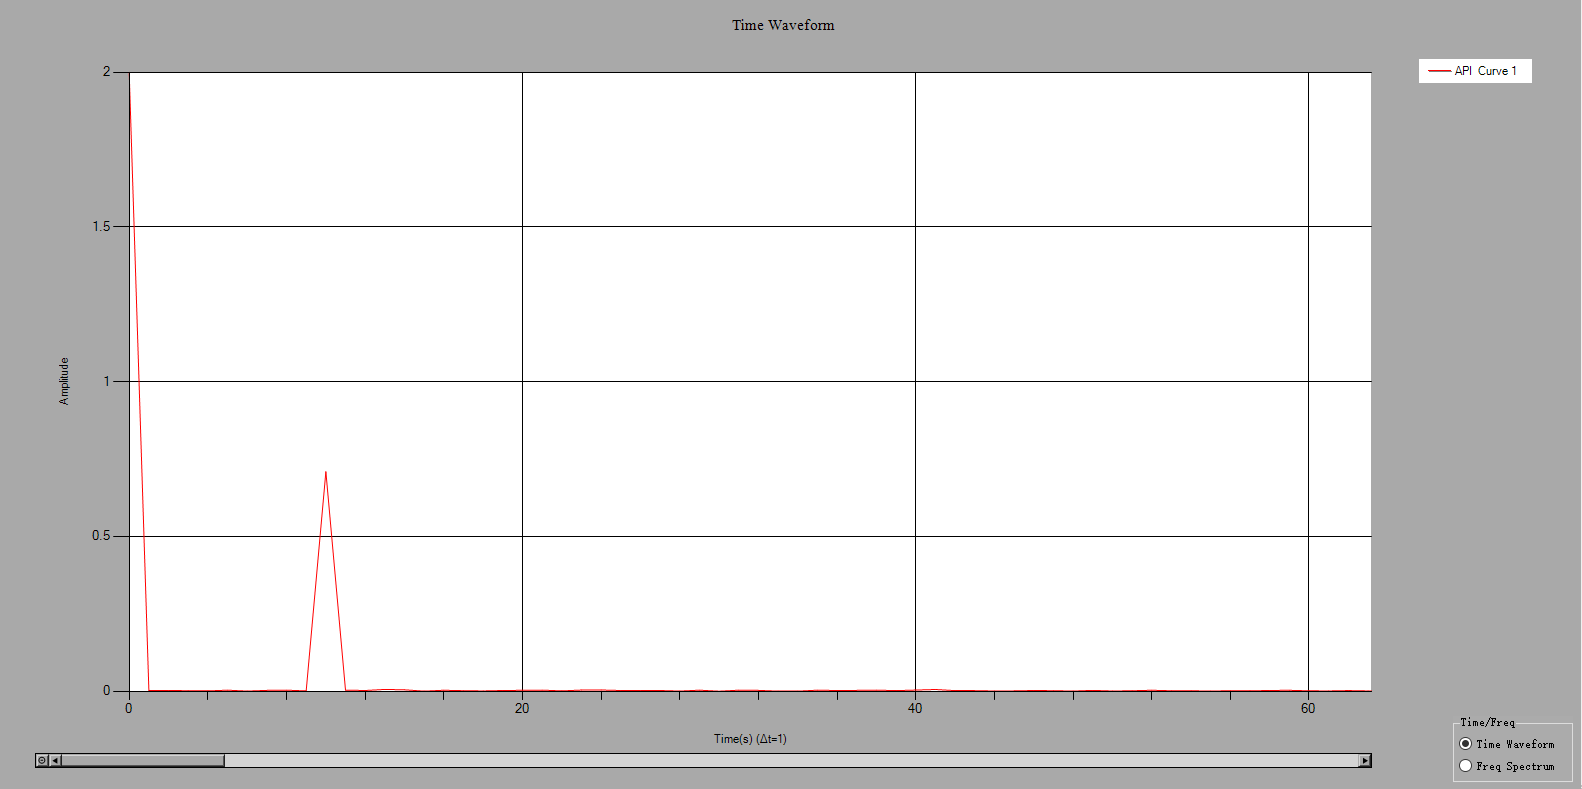 Time Waveform
API Curve 1
2
1.5
1
0.5
0
Amplitude
0 20 40 60
Time(s) (Δt=1)
Time/Freq
Time Waveform
Freq Spectrum